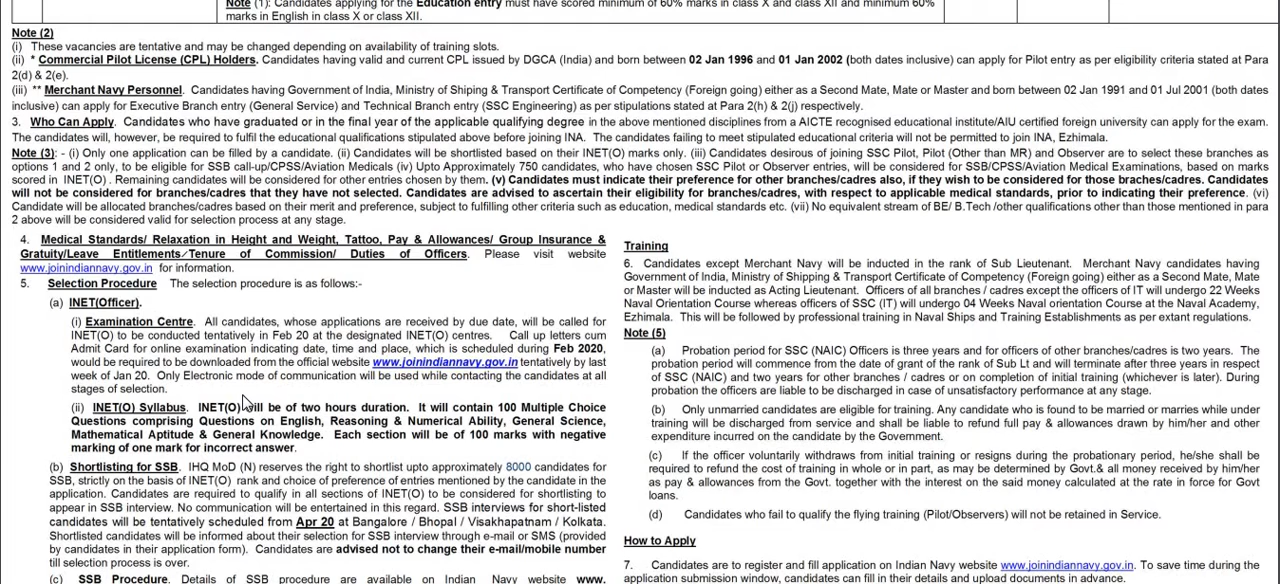 Note (1): Candidates applying for the Education entry must have scored minimum of 60% marks in class X and class XII and minimum 60%
marks in English in class X or class XII.
Note (2)
(i) These vacancies are tentative and may be changed depending on availability of training slots.
(ii) * Commercial Pilot License (CPL) Holders. Candidates having valid and current CPL issued by DGCA (India) and born between 02 Jan 1996 and 01 Jan 2002 (both dates inclusive) can apply for Pilot entry as per eligibility criteria stated at Para
2(d) & 2(e).
(iii) ** Merchant Navy Personnel. Candidates having Government of India, Ministry of Shiping & Transport Certificate of Competency (Foreign going) either as a Second Mate, Mate or Master and born between 02 Jan 1991 and 01 Jul 2001 (both dates
inclusive) can apply for Executive Branch entry (General Service) and Technical Branch entry (SSC Engineering) as per stipulations stated at Para 2(h) & 2(j) respectively.
3. Who Can Apply. Candidates who have graduated or in the final year of the applicable qualifying degree in the above mentioned disciplines from a AICTE recognised educational institute/AIU certified foreign university can apply for the exam.
The candidates will, however, be required to fulfil the educational qualifications stipulated above before joining INA. The candidates failing to meet stipulated educational criteria will not be permitted to join INA, Ezhimala.
Note (3): - (i) Only one application can be filled by a candidate. (ii) Candidates will be shortlisted based on their INET(O) marks only. (iii) Candidates desirous of joining SSC Pilot, Pilot (Other than MR) and Observer are to select these branches as
options 1 and 2 only, to be eligible for SSB call-up/CPSS/Aviation Medicals (iv) Upto Approximately 750 candidates, who have chosen SSC Pilot or Observer entries, will be considered for SSB/CPSS/Aviation Medical Examinations, based on marks
scored in INET(O) . Remaining candidates will be considered for other entries chosen by them. (v) Candidates must indicate their preference for other branches/cadres also, if they wish to be considered for those braches/cadres. Candidates
will not be considered for branches/cadres that they have not selected. Candidates are advised to ascertain their eligibility for branches/cadres, with respect to applicable medical standards, prior to indicating their preference. (vi)
Candidate will be allocated branches/cadres based on their merit and preference, subject to fulfilling other criteria such as education, medical standards etc. (vii) No equivalent stream of BE/ B.Tech /other qualifications other than those mentioned in para
2 above will be considered valid for selection process at any stage.
4. Medical Standards/ Relaxation in Height and Weight, Tattoo, Pay & Allowances/ Group Insurance &
Gratuity/Leave Entitlements/Tenure of Commission/ Duties of Officers. Please visit website
www.joinindiannavy.gov.in for information.
5. Selection Procedure The selection procedure is as follows:-
(a) INET(Officer).
(i) Examination Centre. All candidates, whose applications are received by due date, will be called for
INET(O) to be conducted tentatively in Feb 20 at the designated INET(O) centres. Call up letters cum
Admit Card for online examination indicating date, time and place, which is scheduled during Feb 2020,
would be required to be downloaded from the official website www.joinindiannavy.gov.in tentatively by last
week of Jan 20. Only Electronic mode of communication will be used while contacting the candidates at all
stages of selection.
(ii) INET(O) Syllabus. INET(O) will be of two hours duration. It will contain 100 Multiple Choice
Questions comprising Questions on English, Reasoning & Numerical Ability, General Science,
Mathematical Aptitude & General Knowledge. Each section will be of 100 marks with negative
marking of one mark for incorrect answer.
(b) Shortlisting for SSB. IHQ MoD (N) reserves the right to shortlist upto approximately 8000 candidates for
SSB, strictly on the basis of INET(O) rank and choice of preference of entries mentioned by the candidate in the
application. Candidates are required to qualify in all sections of INET(O) to be considered for shortlisting to
appear in SSB interview. No communication will be entertained in this regard. SSB interviews for short-listed
candidates will be tentatively scheduled from Apr 20 at Bangalore / Bhopal / Visakhapatnam / Kolkata.
Shortlisted candidates will be informed about their selection for SSB interview through e-mail or SMS (provided
by candidates in their application form). Candidates are advised not to change their e-mail/mobile number
till selection process is over.
(c) SSB Procedure. Details of SSB procedure are available on Indian Navy website www.
Training
6. Candidates except Merchant Navy will be inducted in the rank of Sub Lieutenant. Merchant Navy candidates having
Government of India, Ministry of Shipping & Transport Certificate of Competency (Foreign going) either as a Second Mate, Mate
or Master will be inducted as Acting Lieutenant. Officers of all branches / cadres except the officers of IT will undergo 22 Weeks
Naval Orientation Course whereas officers of SSC (IT) will undergo 04 Weeks Naval orientation Course at the Naval Academy,
Ezhimala. This will be followed by professional training in Naval Ships and Training Establishments as per extant regulations.
Note (5)
(a) Probation period for SSC (NAIC) Officers is three years and for officers of other branches/cadres is two years. The
probation period will commence from the date of grant of the rank of Sub Lt and will terminate after three years in respect
of SSC (NAIC) and two years for other branches / cadres or on completion of initial training (whichever is later). During
probation the officers are liable to be discharged in case of unsatisfactory performance at any stage.
(b) Only unmarried candidates are eligible for training. Any candidate who is found to be married or marries while under
training will be discharged from service and shall be liable to refund full pay & allowances drawn by him/her and other
expenditure incurred on the candidate by the Government.
(c) If the officer voluntarily withdraws from initial training or resigns during the probationary period, he/she shall be
required to refund the cost of training in whole or in part, as may be determined by Govt.& all money received by him/her
as pay & allowances from the Govt. together with the interest on the said money calculated at the rate in force for Govt
loans.
(d) Candidates who fail to qualify the flying training (Pilot/Observers) will not be retained in Service.
How to Apply
7. Candidates are to register and fill application on Indian Navy website www.joinindiannavy.gov.in. To save time during the
application submission window, candidates can fill in their details and upload documents in advance.